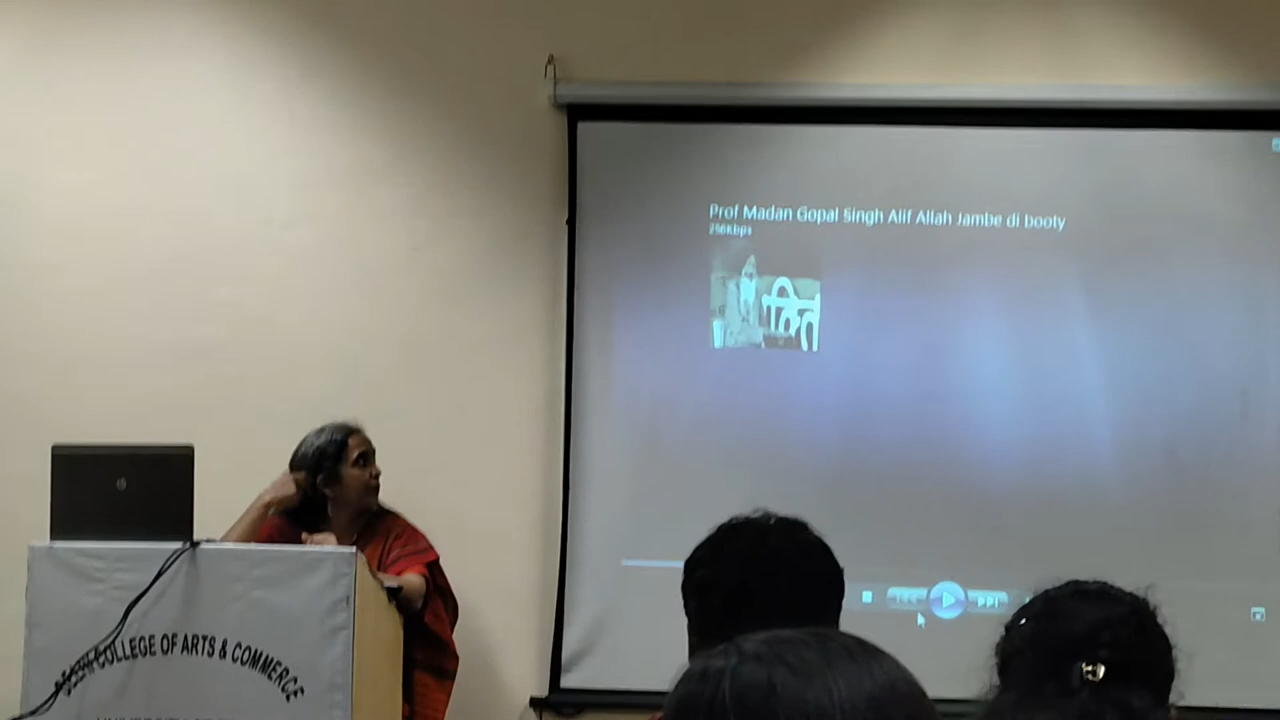 Prof Madan Gopal Singh Alif Allah Jambe di booty
256Kbps
COLLEGE OF ARTS & COMMERCE